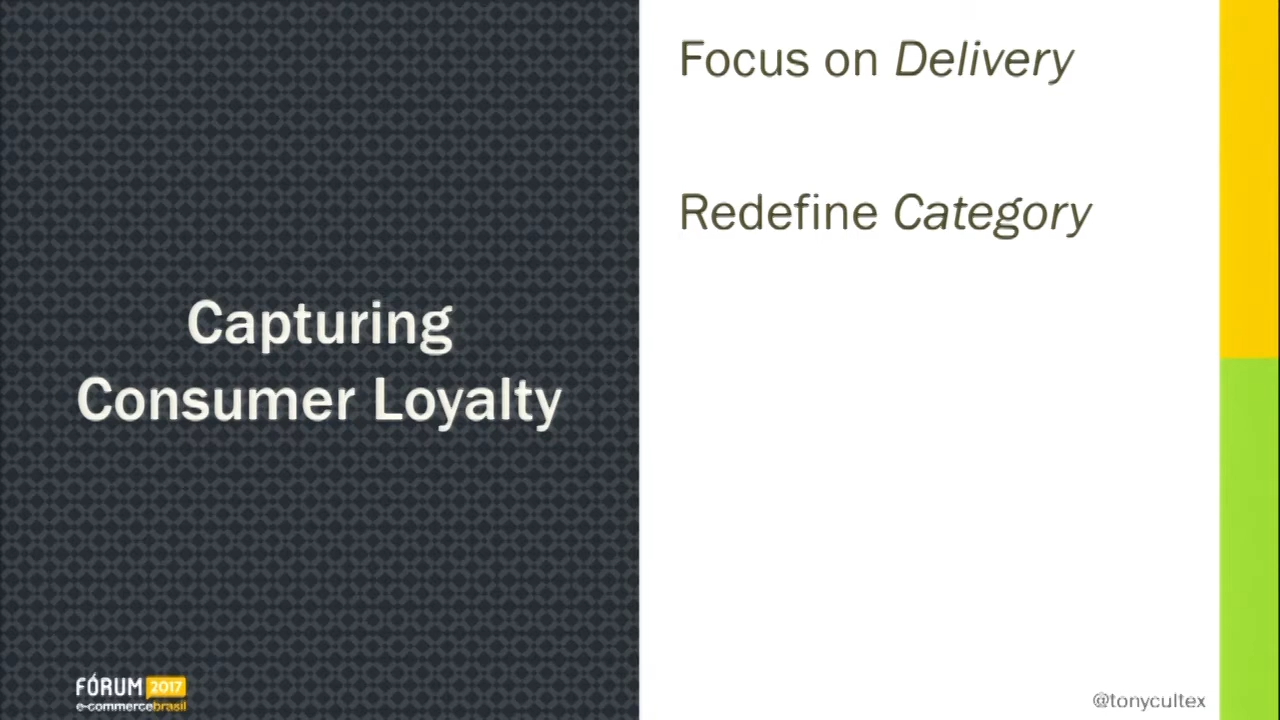 Capturing
Consumer Loyalty
Focus on Delivery
Redefine Category
FÓRUM 2017
e-commercebrasil
@tonycultex